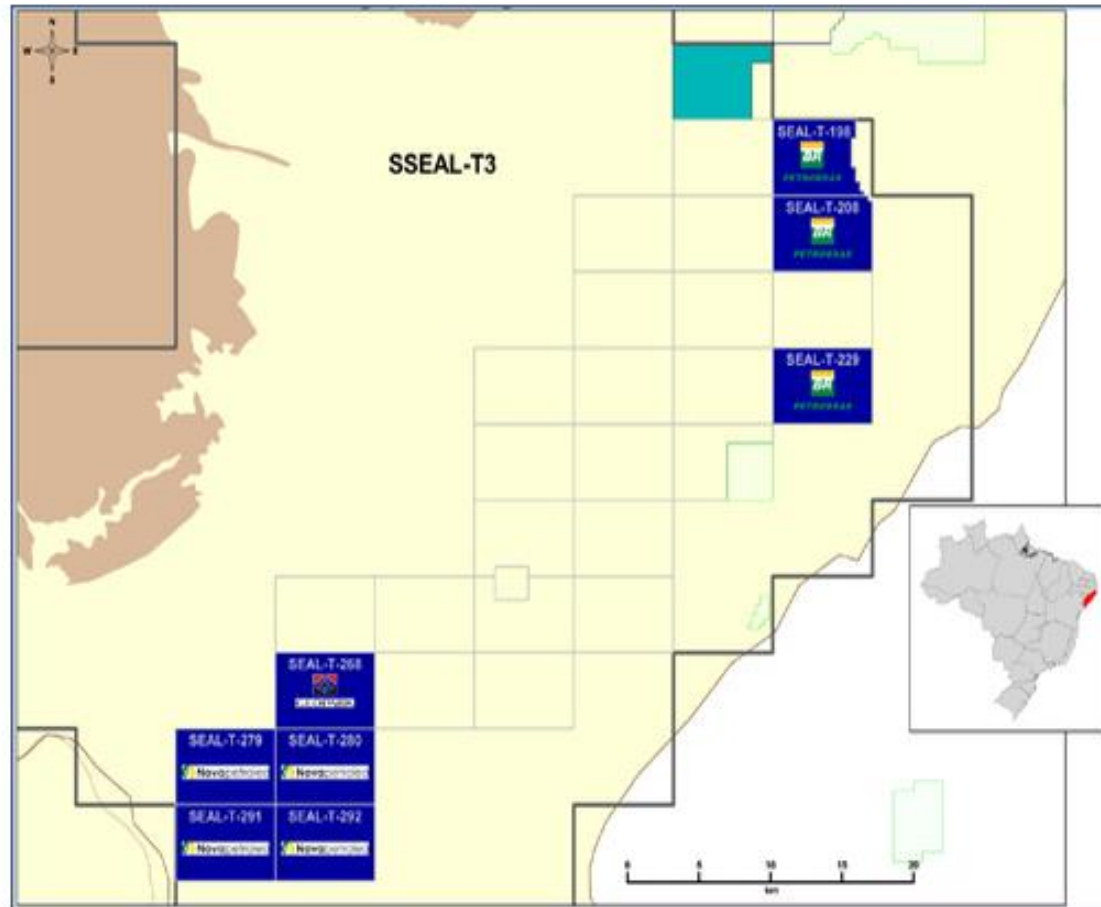 N
W E
S
SSEAL-T3
SEAL-T-198
PETROBRAS
SEAL-T-208
PETROBRAS
SEAL-T-229
PETROBRAS
SEAL-T-268
SEAL-T-279
SEAL-T-280
Novapetróleo
Novapetróleo
SEAL-T-291
SEAL-T-292
Novapetróleo
Novapetróleo
0 5 10 15 20
km